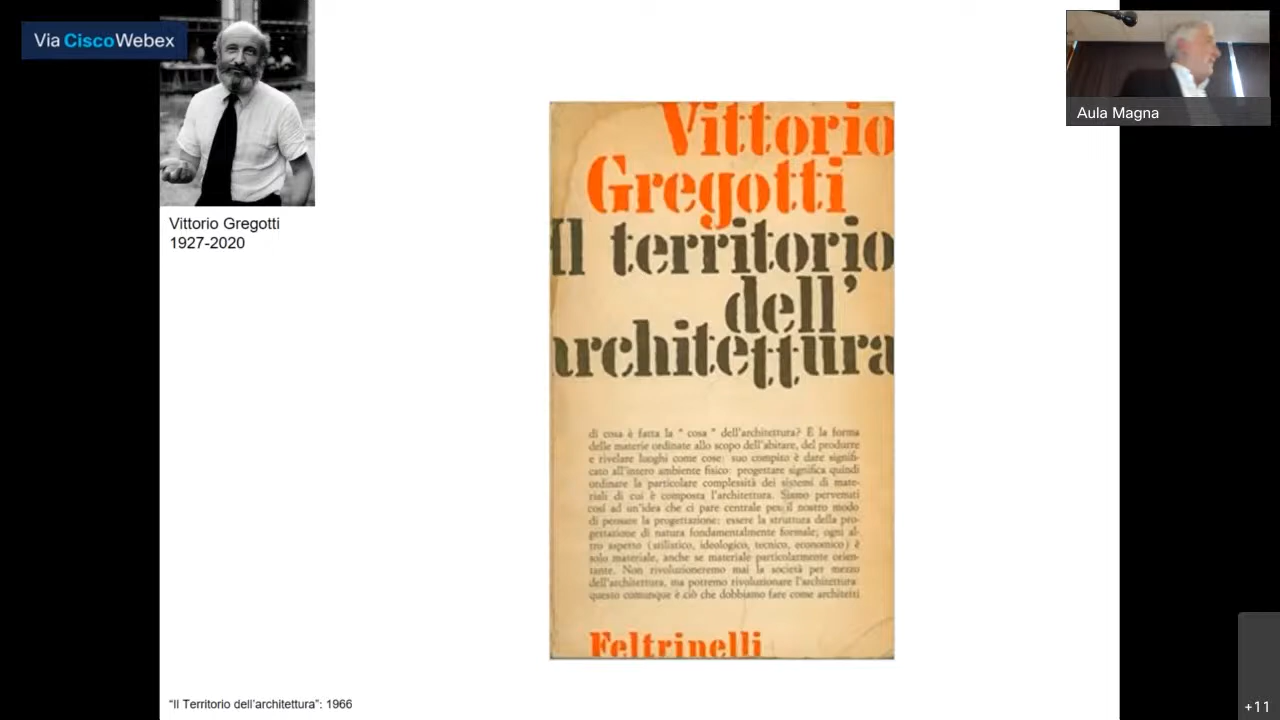 Via Cisco Webex
Aula Magna
Vittorio Gregotti
1927-2020
Vittorio
Gregotti
Il territorio
dell'
architettura
di cosa è fatta la " cosa " dell'architettura? È la forma
delle materie ordinate allo scopo dell'abitare, del produrre
e rivelare luoghi come cose: suo compito è dare signifi-
cato all'intero ambiente fisico: progettare significa quindi
ordinare la particolare complessità dei sistemi di mate-
riali di cui è composta l'architettura. Siamo pervenuti
così ad un'idea che ci pare centrale per il nostro modo
di pensare la progettazione: essere la struttura della pro-
gettazione di natura fondamentalmente formale; ogni al-
tro aspetto (stilistico, ideologico, tecnico, economico) è
solo materiale, anche se materiale particolarmente orien-
tante. Non rivoluzioneremo mai la società per mezzo
dell'architettura, ma potremo rivoluzionare l'architettura:
questo comunque è ciò che dobbiamo fare come architetti
Feltrinelli
"Il Territorio dell'architettura": 1966
+11